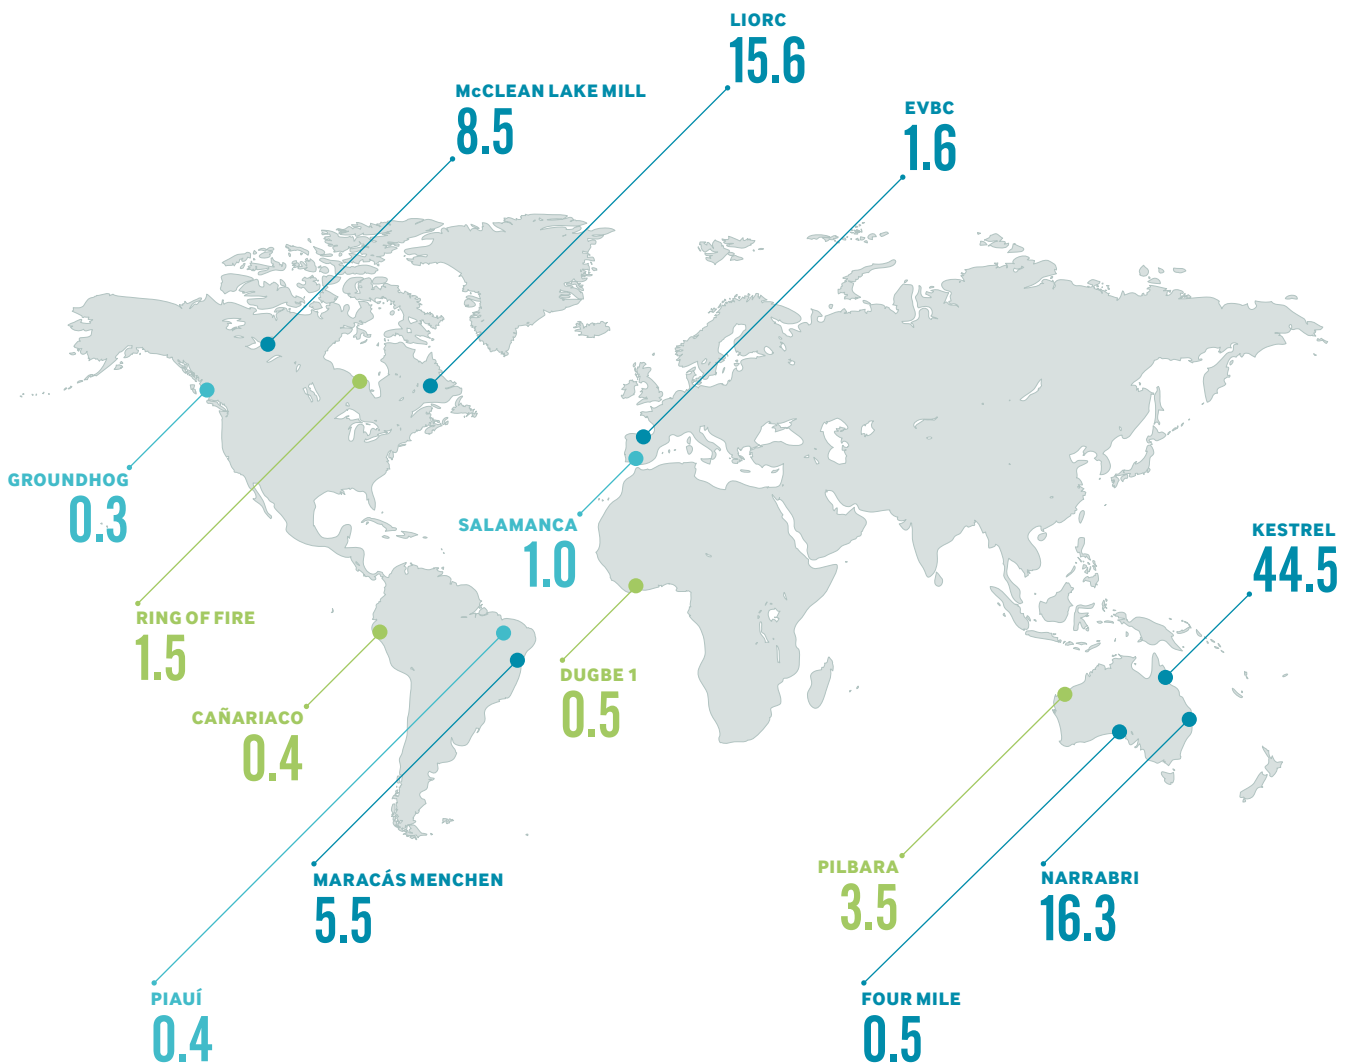 LIORC
15.6
McCLEAN LAKE MILL
8.5
EVBC
1.6
GROUNDHOG
0.3
SALAMANCA
1.0
KESTREL
44.5
RING OF FIRE
1.5
DUGBE 1
0.5
CAÑARIACO
0.4
PILBARA
3.5
NARRABRI
16.3
MARACÁS MENCHEN
5.5
PIAUÍ
0.4
FOUR MILE
0.5